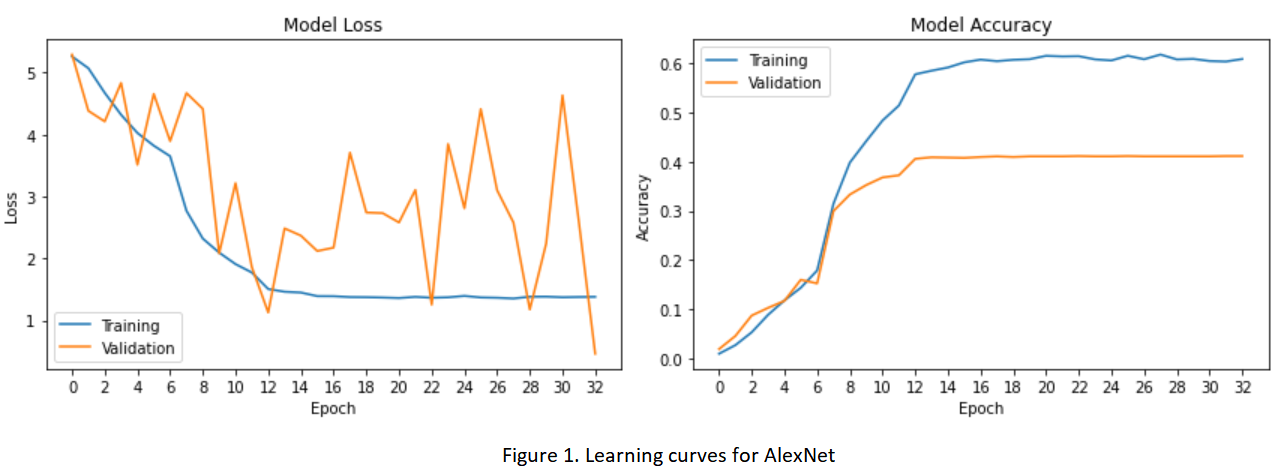 Model Loss
Loss
5
4
3
2
1
Training
Validation
0 2 4 6 8 10 12 14 16 18 20 22 24 26 28 30 32
Epoch
Model Accuracy
Accuracy
0.6
0.5
0.4
0.3
0.2
0.1
0.0
Training
Validation
0 2 4 6 8 10 12 14 16 18 20 22 24 26 28 30 32
Epoch
Figure 1. Learning curves for AlexNet